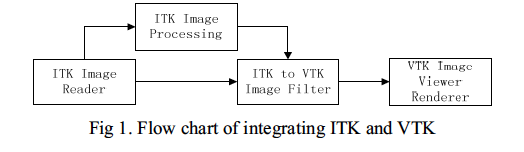 ITK Image
Processing
ITK Image
Reader
ITK to VTK
Image Filter
VTK Image
Viewer
Renderer
Fig 1. Flow chart of integrating ITK and VTK